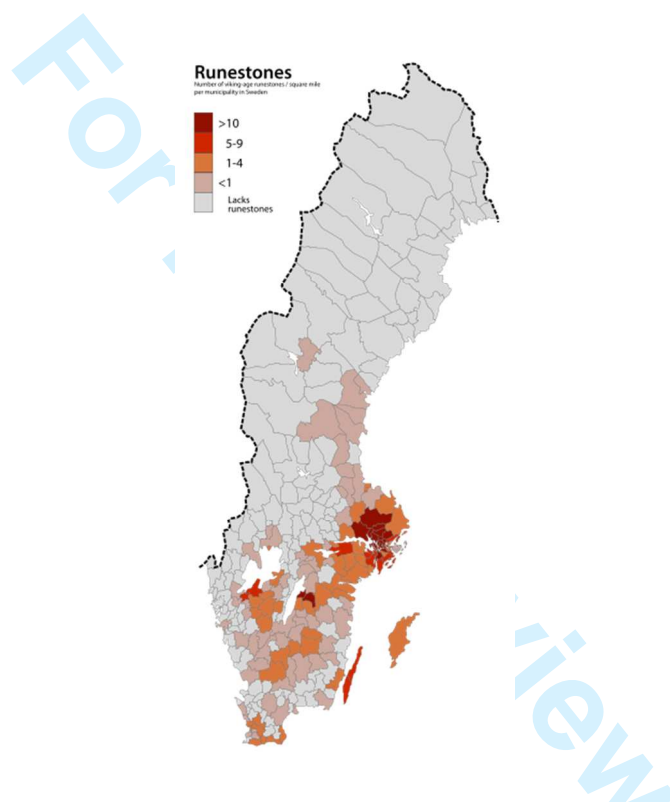 For
Runestones
Number of viking-age runestones / square mile
per municipality in Sweden
>10
5-9
1-4
<1
Lacks
runestones
view